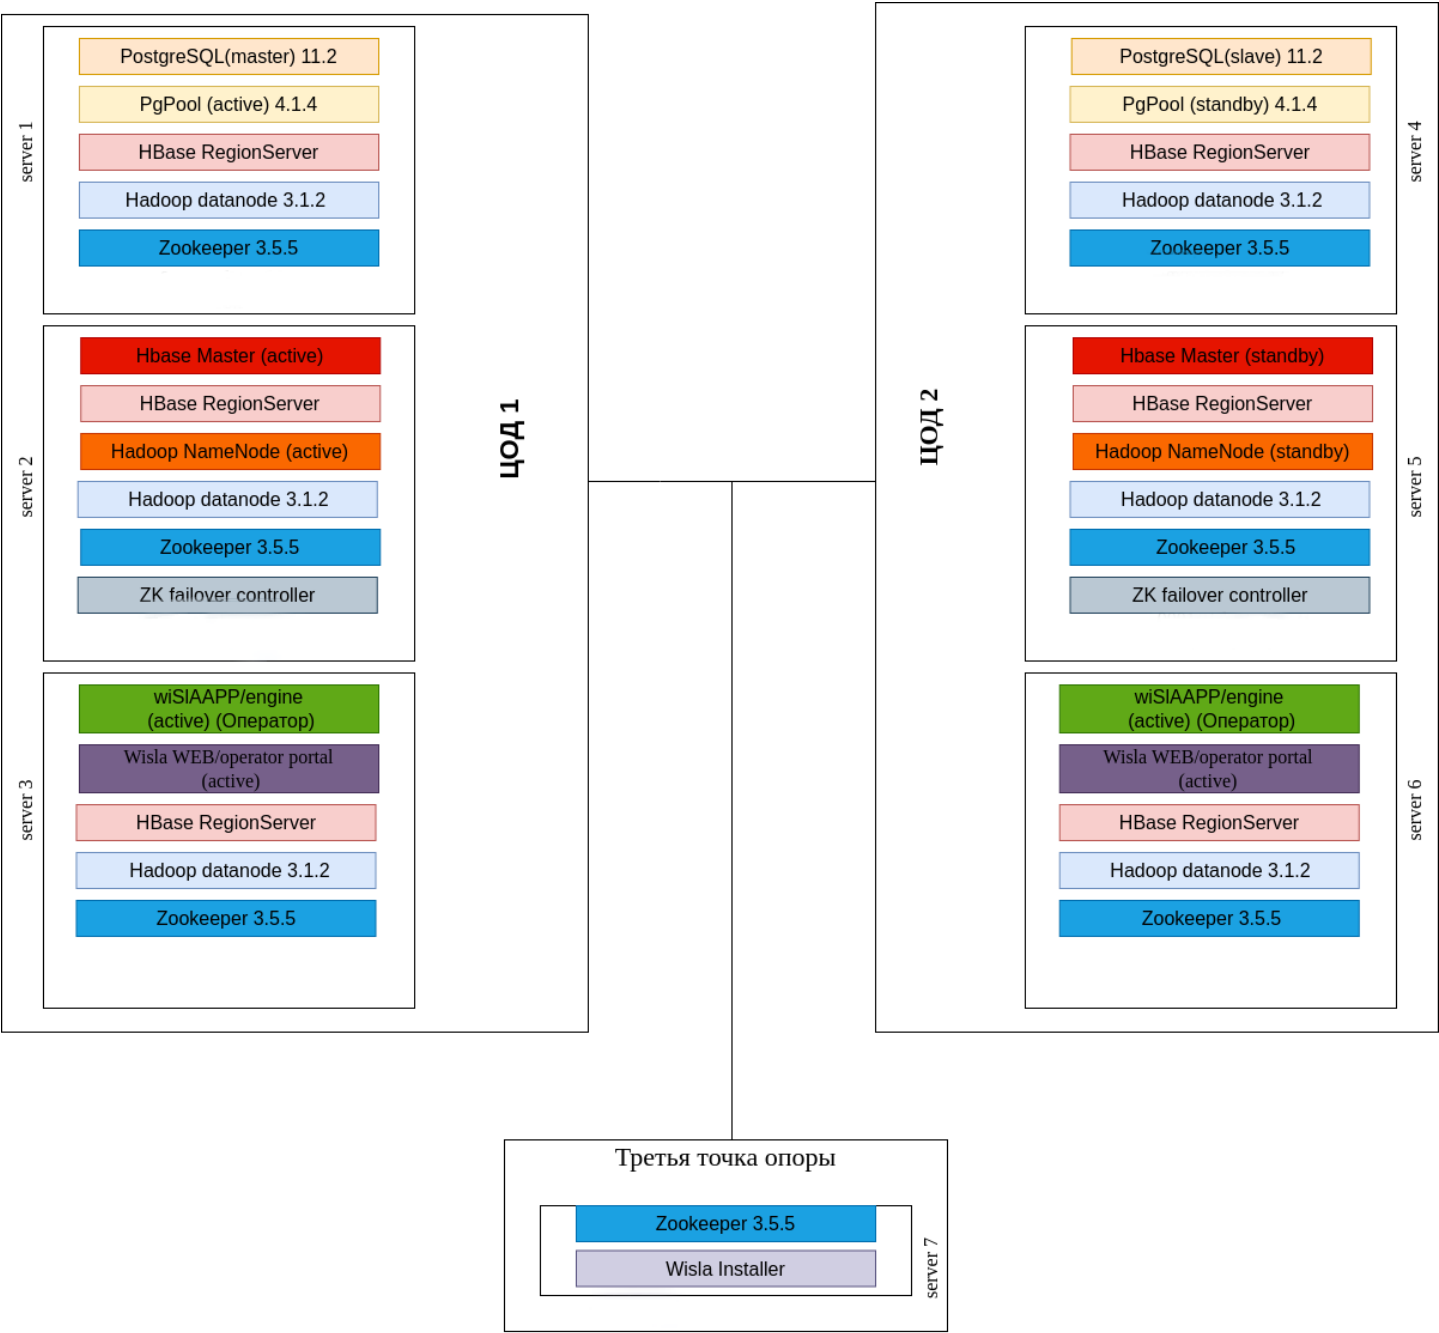 server 1
PostgreSQL(master) 11.2
PgPool (active) 4.1.4
HBase RegionServer
Hadoop datanode 3.1.2
Zookeeper 3.5.5
server 2
Hbase Master (active)
HBase RegionServer
Hadoop NameNode (active)
Hadoop datanode 3.1.2
Zookeeper 3.5.5
ZK failover controller
server 3
wiSlAAPP/engine
(active) (Оператор)
Wisla WEB/operator portal
(active)
HBase RegionServer
Hadoop datanode 3.1.2
Zookeeper 3.5.5
ЦОД 1
ЦОД 2
PostgreSQL(slave) 11.2
PgPool (standby) 4.1.4
HBase RegionServer
Hadoop datanode 3.1.2
Zookeeper 3.5.5
server 4
Hbase Master (standby)
HBase RegionServer
Hadoop NameNode (standby)
Hadoop datanode 3.1.2
Zookeeper 3.5.5
ZK failover controller
server 5
wiSlAAPP/engine
(active) (Оператор)
Wisla WEB/operator portal
(active)
HBase RegionServer
Hadoop datanode 3.1.2
Zookeeper 3.5.5
server 6
Третья точка опоры
Zookeeper 3.5.5
Wisla Installer
server 7